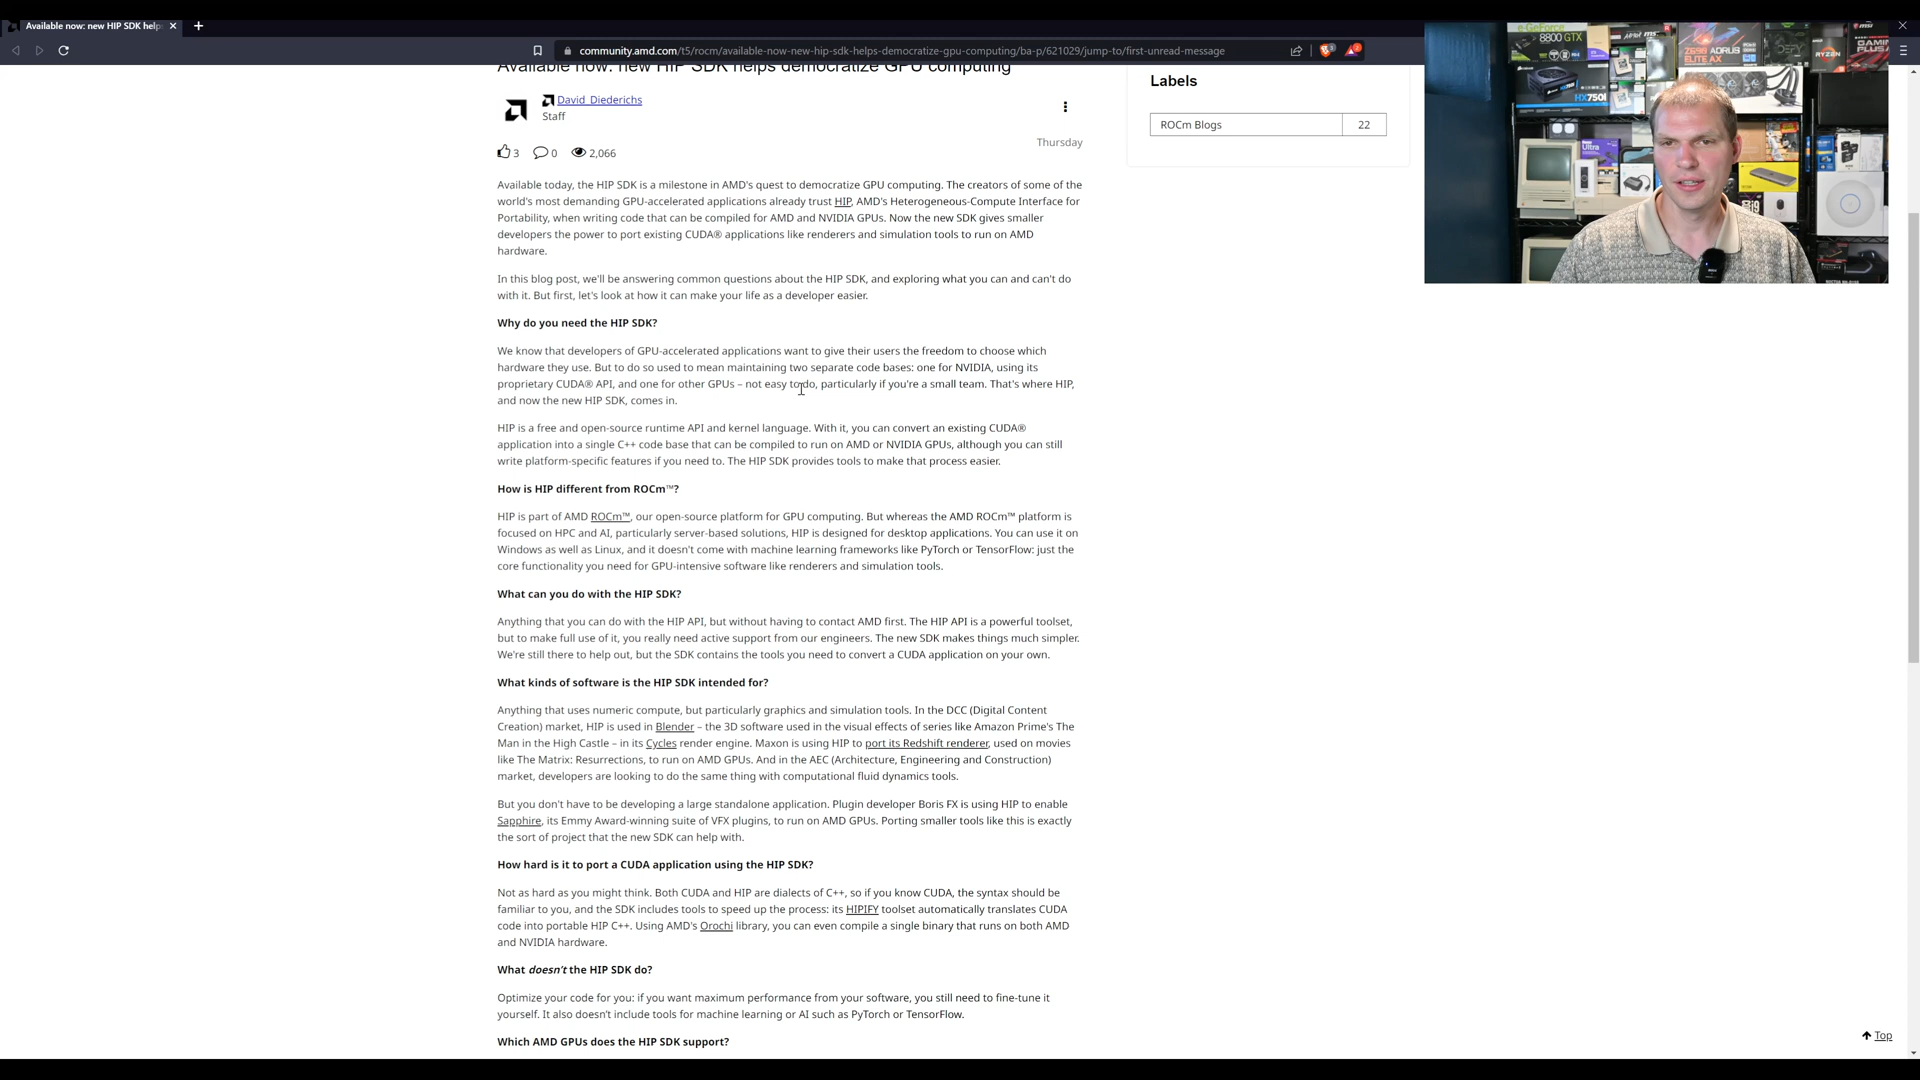 Available now: new HIP SDK help
community.amd.com/t5/rocm/available-now-new-hip-sdk-helps-democratize-gpu-computing/ba-p/621029/jump-to/first-unread-message
Available now: new HIP SDK helps democratize GPU computing
David_Diederichs
Staff
Thursday
3 0 2,066
Available today, the HIP SDK is a milestone in AMD's quest to democratize GPU computing. The creators of some of the
world's most demanding GPU-accelerated applications already trust HIP, AMD's Heterogeneous-Compute Interface for
Portability, when writing code that can be compiled for AMD and NVIDIA GPUs. Now the new SDK gives smaller
developers the power to port existing CUDA® applications like renderers and simulation tools to run on AMD
hardware.
In this blog post, we'll be answering common questions about the HIP SDK, and exploring what you can and can't do
with it. But first, let's look at how it can make your life as a developer easier.
Why do you need the HIP SDK?
We know that developers of GPU-accelerated applications want to give their users the freedom to choose which
hardware they use. But to do so used to mean maintaining two separate code bases: one for NVIDIA, using its
proprietary CUDA® API, and one for other GPUs – not easy to do, particularly if you're a small team. That's where HIP,
and now the new HIP SDK, comes in.
HIP is a free and open-source runtime API and kernel language. With it, you can convert an existing CUDA®
application into a single C++ code base that can be compiled to run on AMD or NVIDIA GPUs, although you can still
write platform-specific features if you need to. The HIP SDK provides tools to make that process easier.
How is HIP different from ROCm™?
HIP is part of AMD ROCm™, our open-source platform for GPU computing. But whereas the AMD ROCm™ platform is
focused on HPC and AI, particularly server-based solutions, HIP is designed for desktop applications. You can use it on
Windows as well as Linux, and it doesn't come with machine learning frameworks like PyTorch or TensorFlow: just the
core functionality you need for GPU-intensive software like renderers and simulation tools.
What can you do with the HIP SDK?
Anything that you can do with the HIP API, but without having to contact AMD first. The HIP API is a powerful toolset,
but to make full use of it, you really need active support from our engineers. The new SDK makes things much simpler.
We're still there to help out, but the SDK contains the tools you need to convert a CUDA application on your own.
What kinds of software is the HIP SDK intended for?
Anything that uses numeric compute, but particularly graphics and simulation tools. In the DCC (Digital Content
Creation) market, HIP is used in Blender – the 3D software used in the visual effects of series like Amazon Prime's The
Man in the High Castle – in its Cycles render engine. Maxon is using HIP to port its Redshift renderer, used on movies
like The Matrix: Resurrections, to run on AMD GPUs. And in the AEC (Architecture, Engineering and Construction)
market, developers are looking to do the same thing with computational fluid dynamics tools.
But you don't have to be developing a large standalone application. Plugin developer Boris FX is using HIP to enable
Sapphire, its Emmy Award-winning suite of VFX plugins, to run on AMD GPUs. Porting smaller tools like this is exactly
the sort of project that the new SDK can help with.
How hard is it to port a CUDA application using the HIP SDK?
Not as hard as you might think. Both CUDA and HIP are dialects of C++, so if you know CUDA, the syntax should be
familiar to you, and the SDK includes tools to speed up the process: its HIPIFY toolset automatically translates CUDA
code into portable HIP C++. Using AMD's Orochi library, you can even compile a single binary that runs on both AMD
and NVIDIA hardware.
What doesn't the HIP SDK do?
Optimize your code for you: if you want maximum performance from your software, you still need to fine-tune it
yourself. It also doesn't include tools for machine learning or AI such as PyTorch or TensorFlow.
Which AMD GPUs does the HIP SDK support?
Labels
ROCm Blogs 22
Top
GeForce
8800 GTX
CORSAIR
HX750i
Z690 AORUS
ELITE AX
DEFY
RYZEN
GAMING
PLUS
Ultra
i9